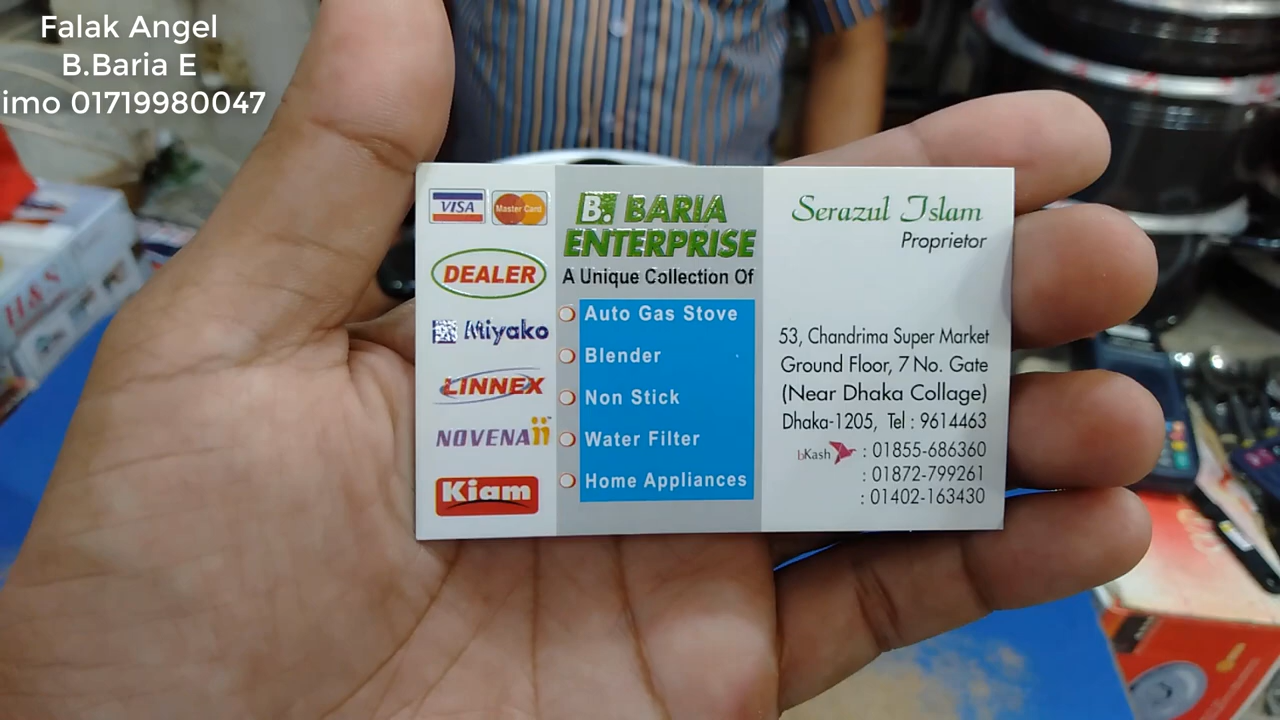 Falak Angel
B.Baria E
imo 01719980047
VISA
MasterCard
DEALER
Miyako
LINNEX
NOVENA
Kiam
B. BARIA
ENTERPRISE
A Unique Collection Of
Auto Gas Stove
Blender
Non Stick
Water Filter
Home Appliances
Serazul Islam
Proprietor
53, Chandrima Super Market
Ground Floor, 7 No. Gate
(Near Dhaka Collage)
Dhaka-1205, Tel : 9614463
bKash : 01855-686360
: 01872-799261
: 01402-163430
H&S